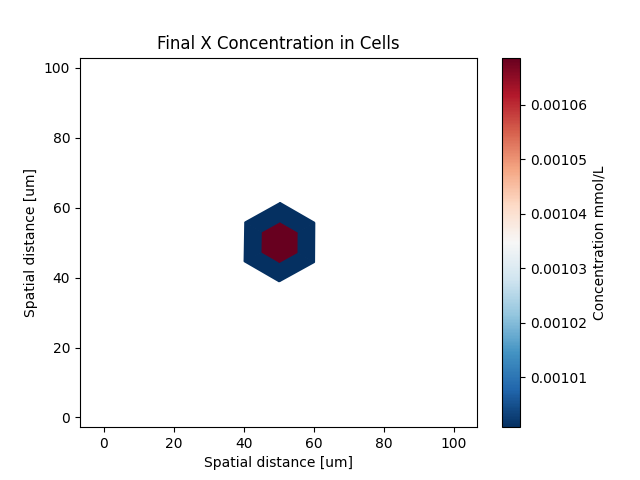 Final X Concentration in Cells
100
80
60
40
20
0
Spatial distance [um]
0 20 40 60 80 100
Spatial distance [um]
0.00106
0.00105
0.00104
0.00103
0.00102
0.00101
Concentration mmol/L